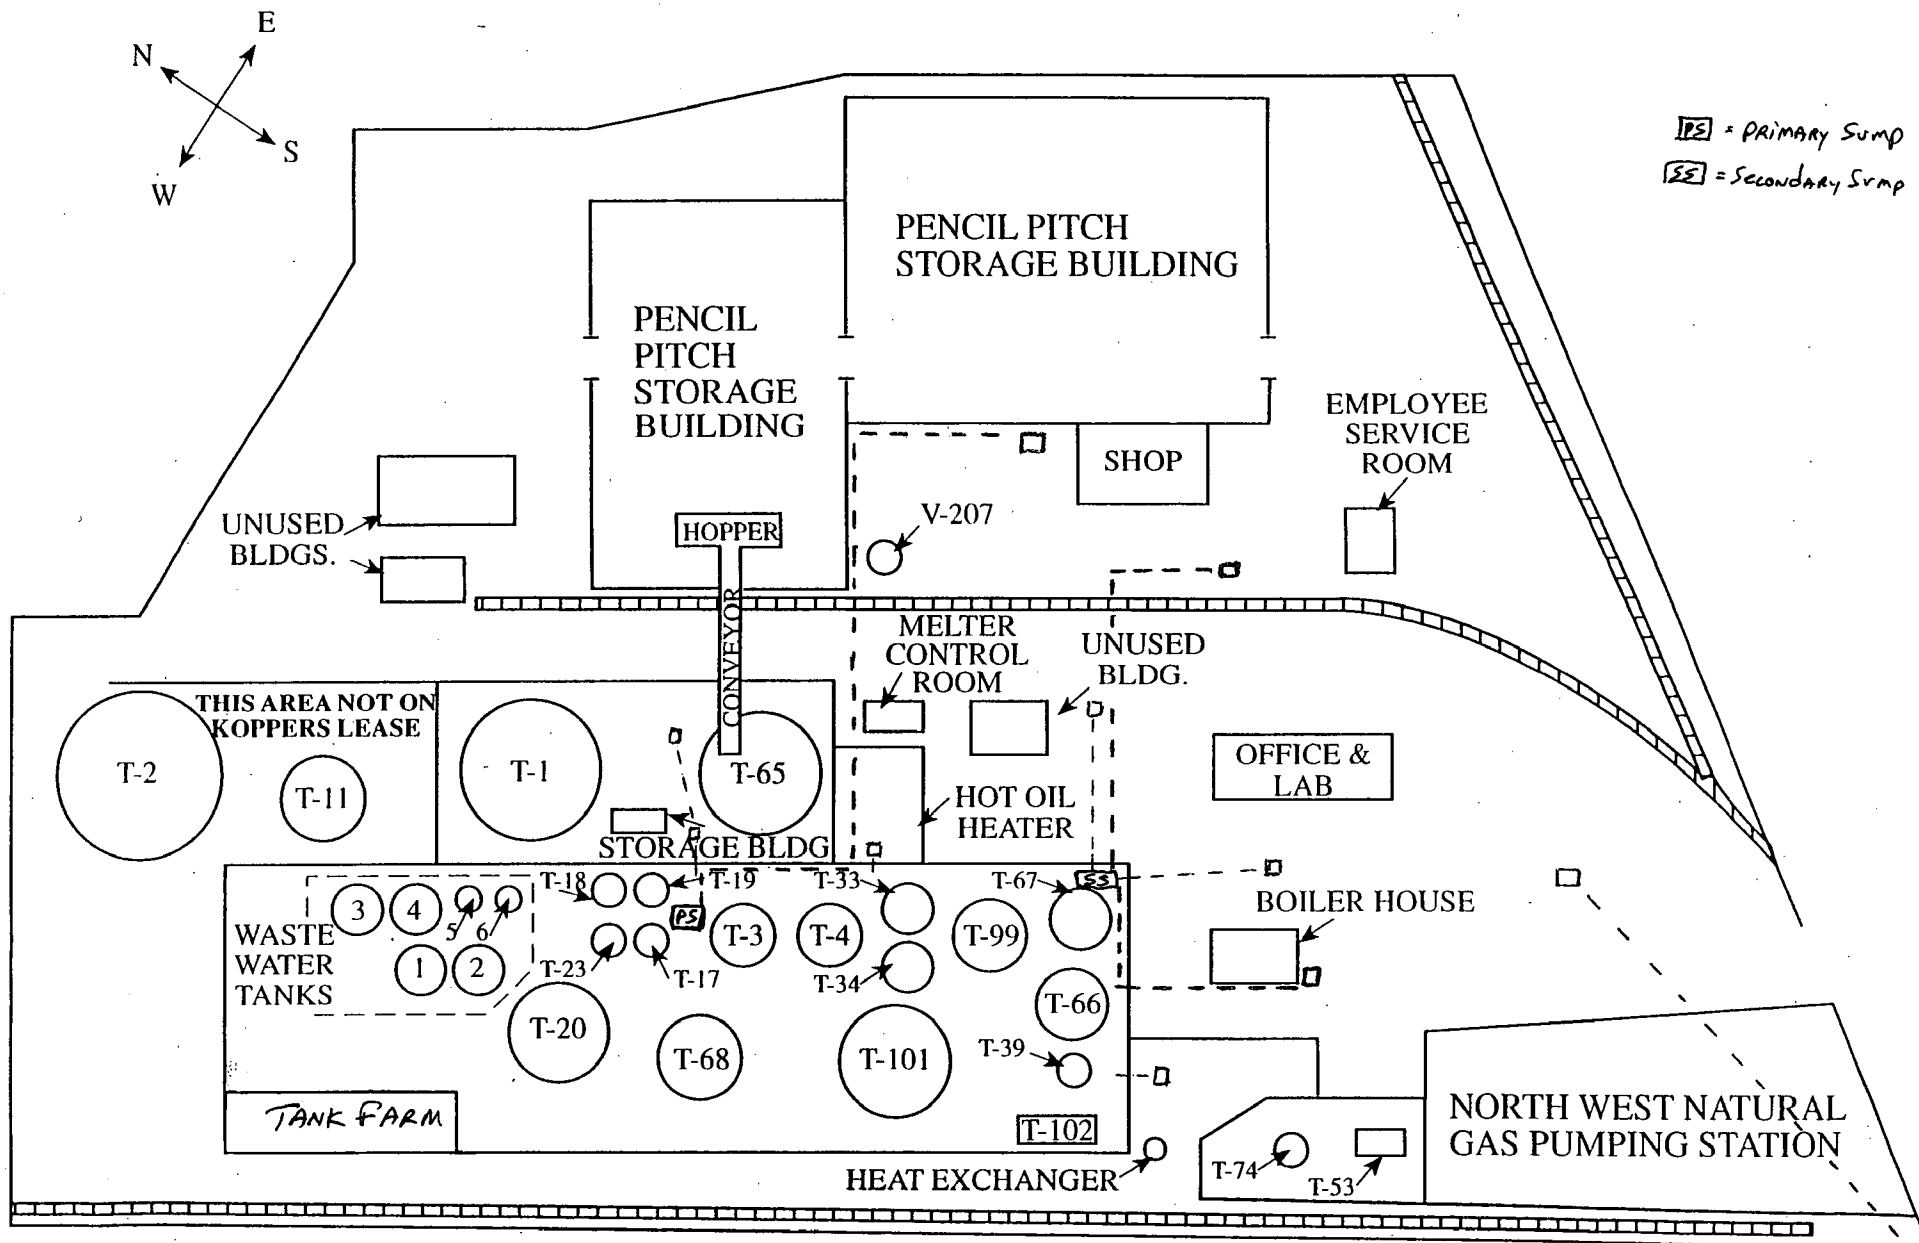 E
N
S
W
PS = PRIMARY SUMP
SS = SECONDARY SUMP
PENCIL PITCH
STORAGE BUILDING
PENCIL
PITCH
STORAGE
BUILDING
EMPLOYEE
SERVICE
ROOM
SHOP
UNUSED
BLDGS.
HOPPER
V-207
CONVEYOR
MELTER
CONTROL
ROOM
UNUSED
BLDG.
THIS AREA NOT ON
KOPPERS LEASE
T-2
T-11
T-1
T-65
OFFICE &
LAB
HOT OIL
HEATER
STORAGE BLDG
T-18
T-19
T-33
T-67
SS
BOILER HOUSE
3
4
5
6
PS
T-3
T-4
T-99
WASTE
WATER
TANKS
1
2
T-23
T-17
T-34
T-66
T-20
T-68
T-101
T-39
TANK FARM
T-102
NORTH WEST NATURAL
GAS PUMPING STATION
HEAT EXCHANGER
T-74
T-53